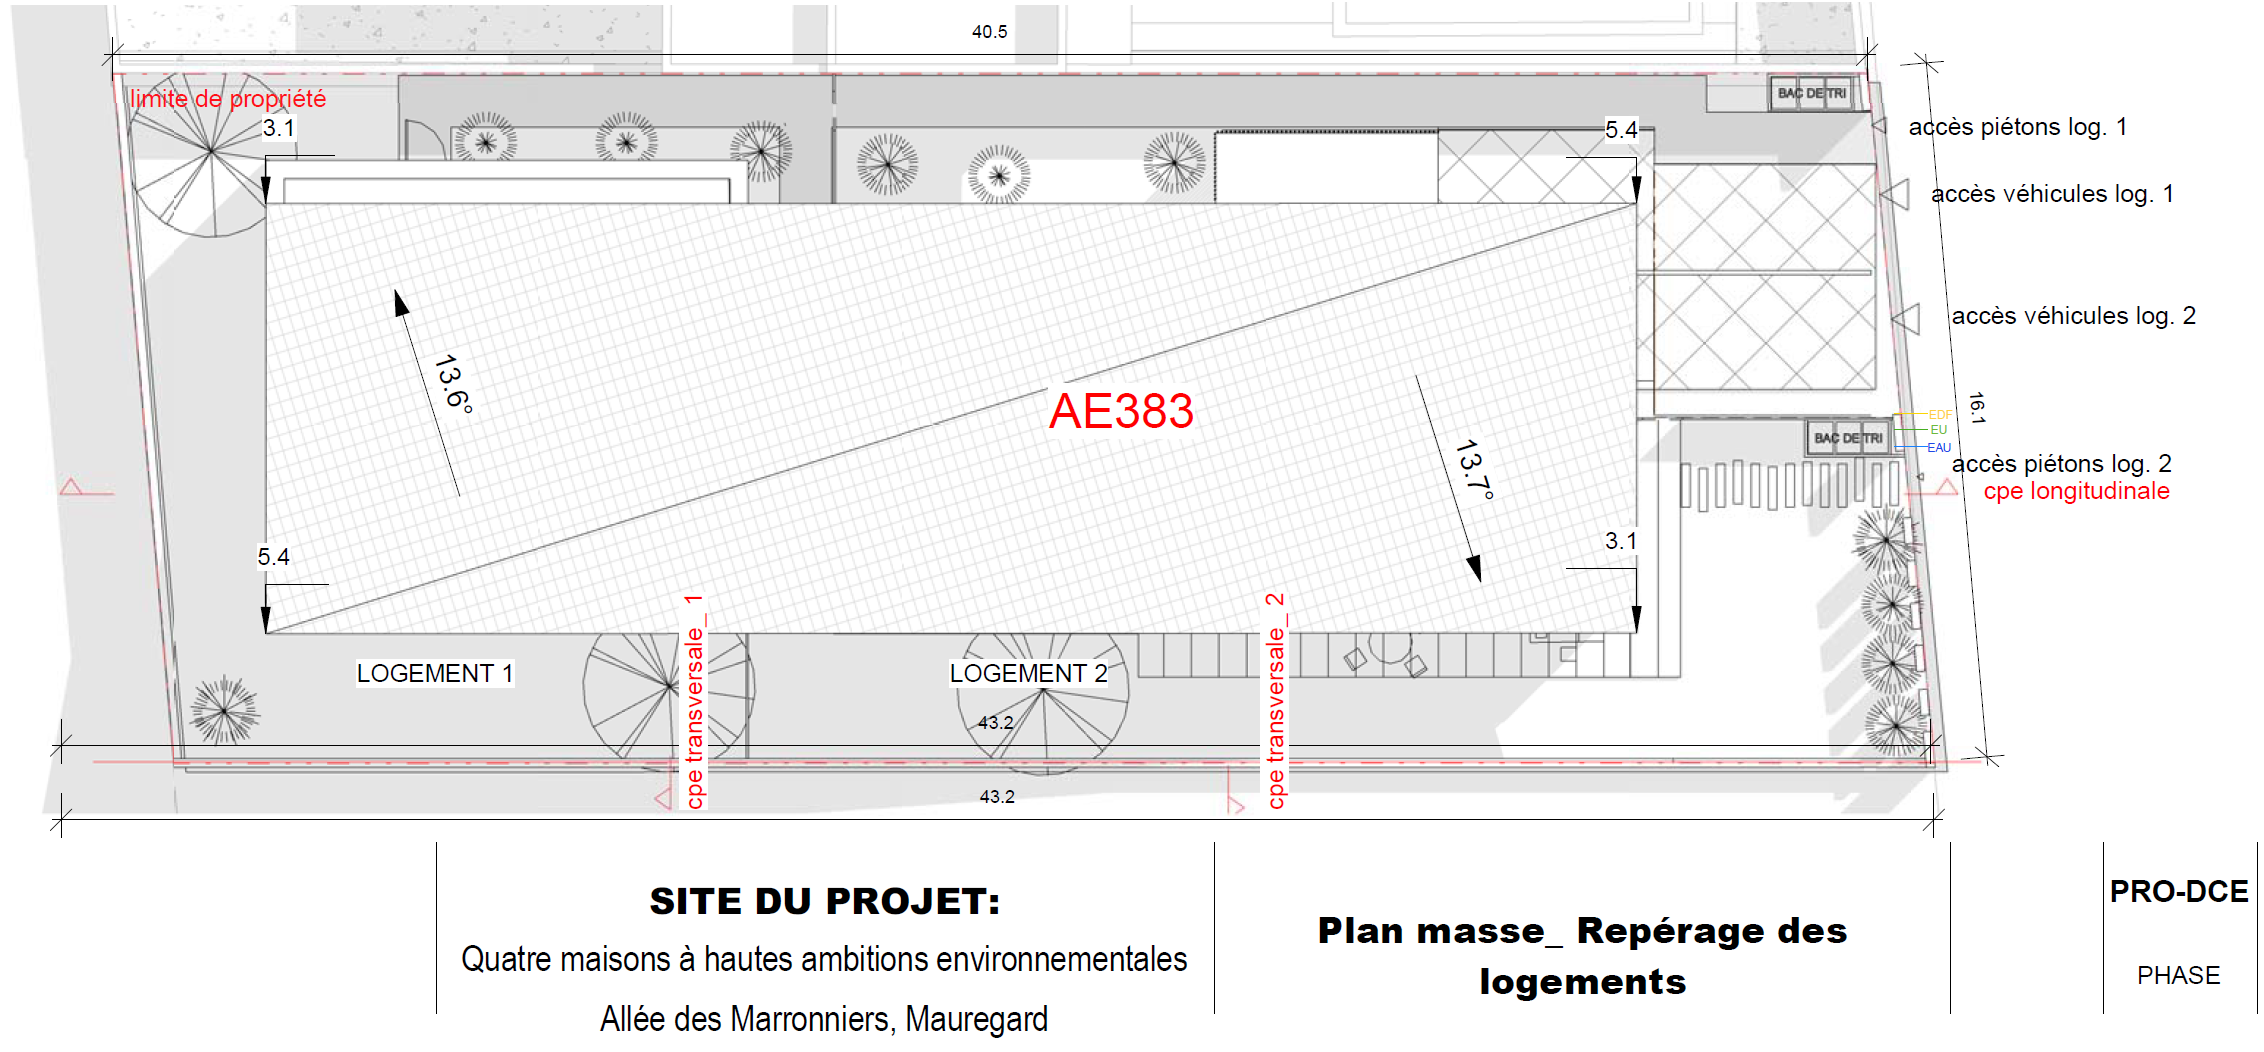 40.5
limite de propriété
3.1
5.4
BAC DE TRI
accès piétons log. 1
accès véhicules log. 1
accès véhicules log. 2
13.6°
AE383
13.7°
16.1
EDF
EU
EAU
BAC DE TRI
accès piétons log. 2
cpe longitudinale
5.4
3.1
LOGEMENT 1
cpe transversale_ 1
LOGEMENT 2
cpe transversale_ 2
43.2
43.2
SITE DU PROJET:
Quatre maisons à hautes ambitions environnementales
Allée des Marronniers, Mauregard
Plan masse_ Repérage des
logements
PRO-DCE
PHASE